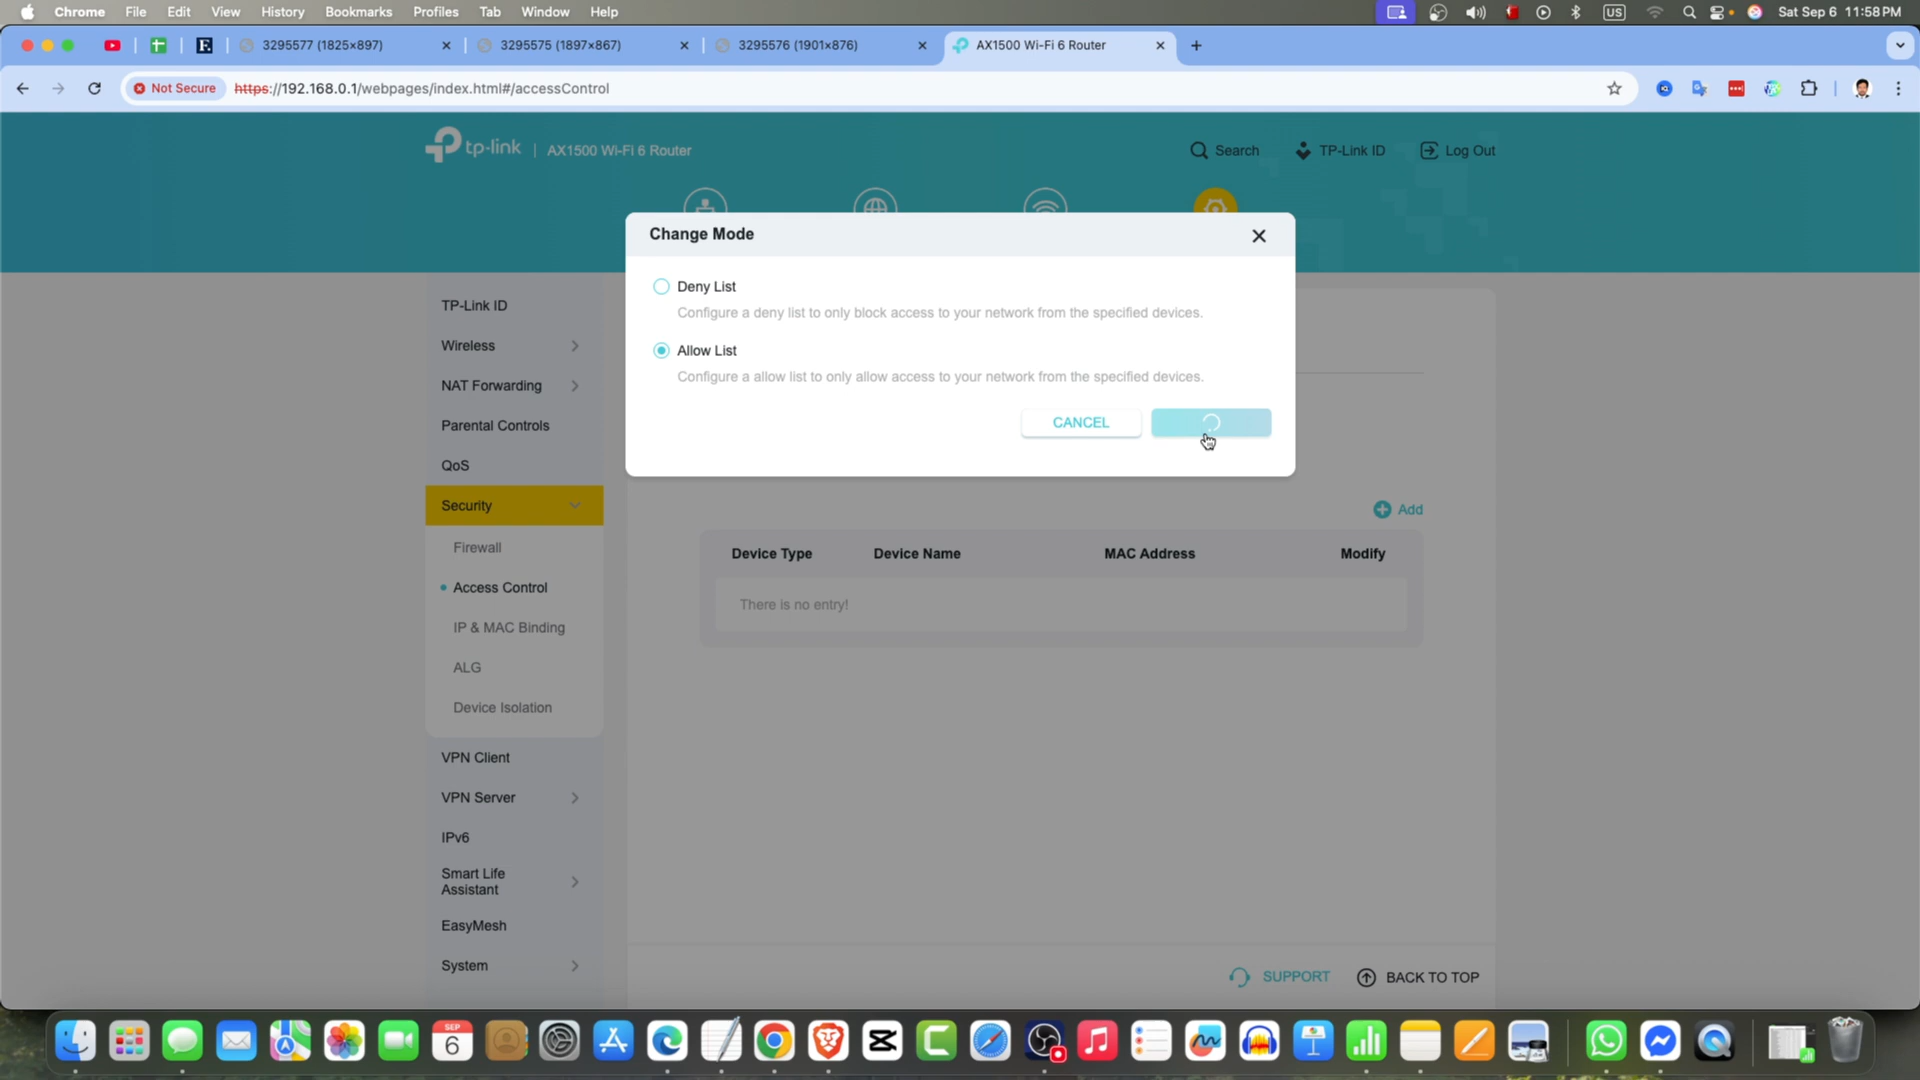 Chrome File Edit View History Bookmarks Profiles Tab Window Help US Sat Sep 6 11:58 PM
3295577 (1825×897) 3295575 (1897×867) 3295576 (1901×876) AX1500 Wi-Fi 6 Router
Not Secure https://192.168.0.1/webpages/index.html#/accessControl
tp-link | AX1500 Wi-Fi 6 Router Search TP-Link ID Log Out
Change Mode
Deny List
Configure a deny list to only block access to your network from the specified devices.
Allow List
Configure a allow list to only allow access to your network from the specified devices.
CANCEL
TP-Link ID
Wireless
NAT Forwarding
Parental Controls
QoS
Security
Firewall
Access Control
IP & MAC Binding
ALG
Device Isolation
VPN Client
VPN Server
IPv6
Smart Life
Assistant
EasyMesh
System
Add
Device Type Device Name MAC Address Modify
There is no entry!
SUPPORT BACK TO TOP
SEP
6